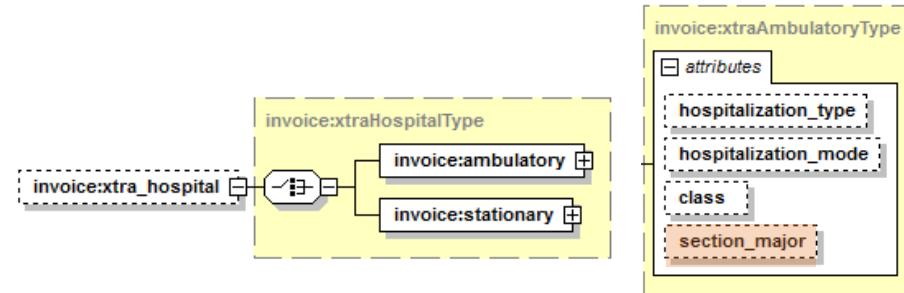 invoice:xtraAmbulatoryType
attributes
hospitalization_type
invoice:xtraHospitalType
hospitalization_mode
invoice:ambulatory
invoice:xtra_hospital
class
invoice:stationary
section_major